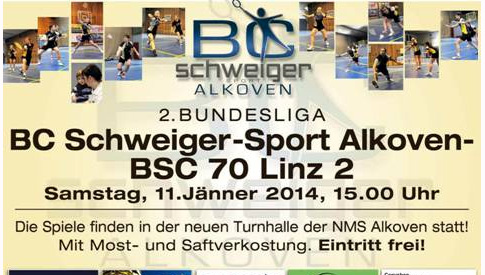 BC
schweiger
SPORT
ALKOVEN
2.BUNDESLIGA
BC Schweiger-Sport Alkoven-
BSC 70 Linz 2
Samstag, 11.Jänner 2014, 15.00 Uhr
Die Spiele finden in der neuen Turnhalle der NMS Alkoven statt!
Mit Most- und Saftverkostung. Eintritt frei!